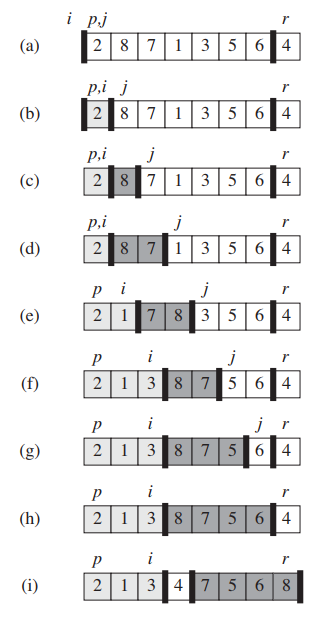 i p,j r
(a) 2 8 7 1 3 5 6 4
p,i j r
(b) 2 8 7 1 3 5 6 4
p,i j r
(c) 2 8 7 1 3 5 6 4
p,i j r
(d) 2 8 7 1 3 5 6 4
p i j r
(e) 2 1 7 8 3 5 6 4
p i j r
(f) 2 1 3 8 7 5 6 4
p i j r
(g) 2 1 3 8 7 5 6 4
p i r
(h) 2 1 3 8 7 5 6 4
p i r
(i) 2 1 3 4 7 5 6 8